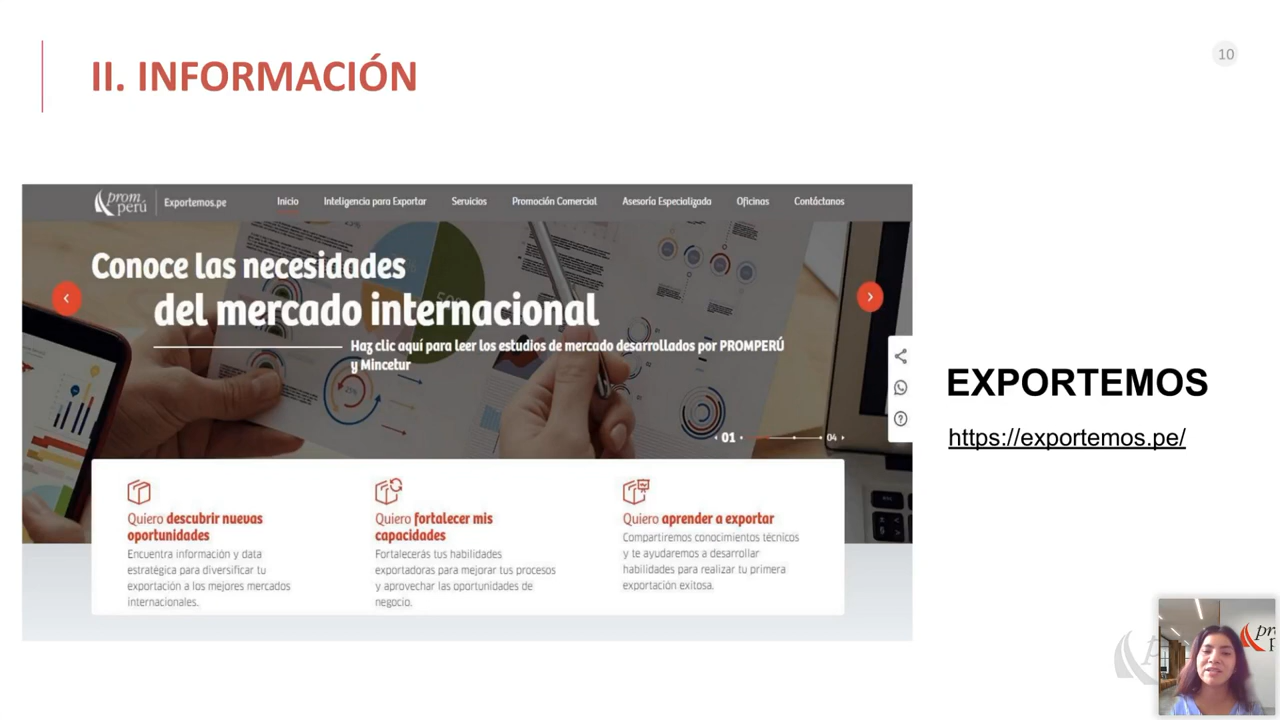 II. INFORMACIÓN
10
prom
perú
Exportemos.pe
Inicio
Inteligencia para Exportar
Servicios
Promoción Comercial
Asesoría Especializada
Oficinas
Contáctanos
Conoce las necesidades
del mercado internacional
Haz clic aquí para leer los estudios de mercado desarrollados por PROMPERÚ
y Mincetur
01
04
EXPORTEMOS
https://exportemos.pe/
Quiero descubrir nuevas
oportunidades
Encuentra información y data
estratégica para diversificar tu
exportación a los mejores mercados
internacionales.
Quiero fortalecer mis
capacidades
Fortalecerás tus habilidades
exportadoras para mejorar tus procesos
y aprovechar las oportunidades de
negocio.
Quiero aprender a exportar
Compartiremos conocimientos técnicos
y te ayudaremos a desarrollar
habilidades para realizar tu primera
exportación exitosa.